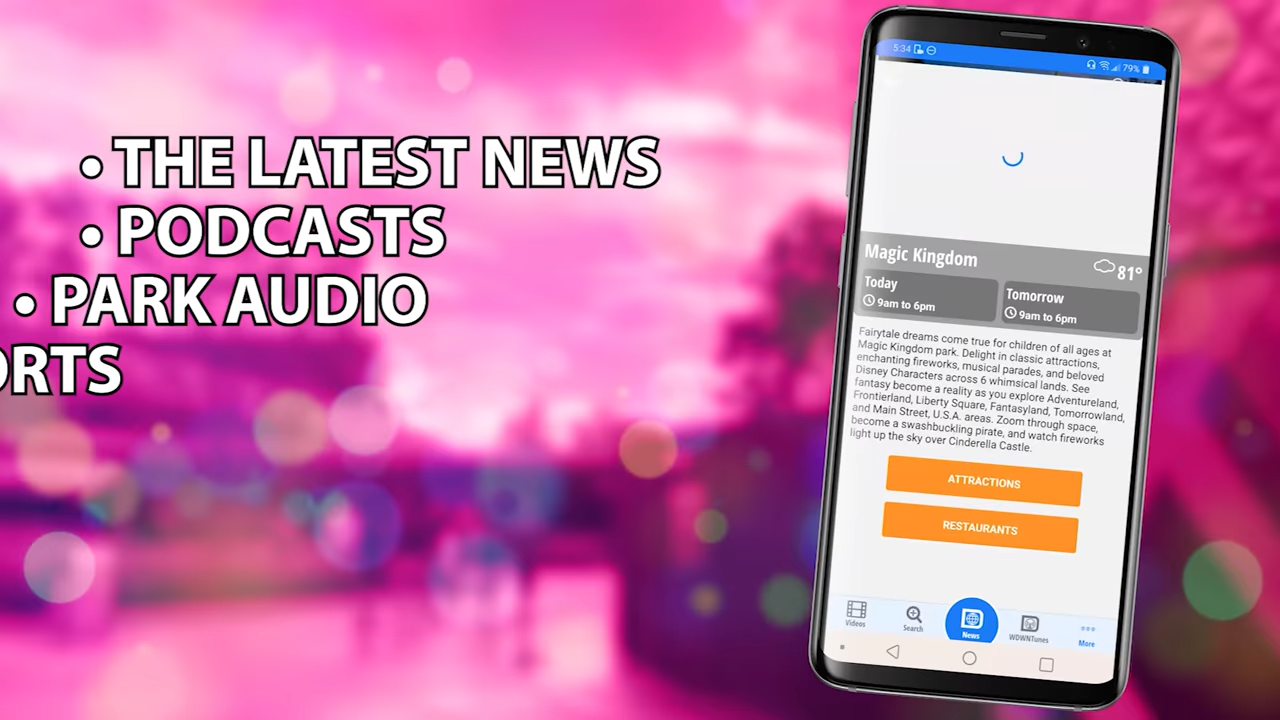 • THE LATEST NEWS
• PODCASTS
• PARK AUDIO
ORTS
5:34
79%
Magic Kingdom
81°
Today
9am to 6pm
Tomorrow
9am to 6pm
Fairytale dreams come true for children of all ages at
Magic Kingdom park. Delight in classic attractions,
enchanting fireworks, musical parades, and beloved
Disney Characters across 6 whimsical lands. See
fantasy become a reality as you explore Adventureland,
Frontierland, Liberty Square, Fantasyland, Tomorrowland,
and Main Street, U.S.A. areas. Zoom through space,
become a swashbuckling pirate, and watch fireworks
light up the sky over Cinderella Castle.
ATTRACTIONS
RESTAURANTS
Videos
Search
News
WDWNTunes
More